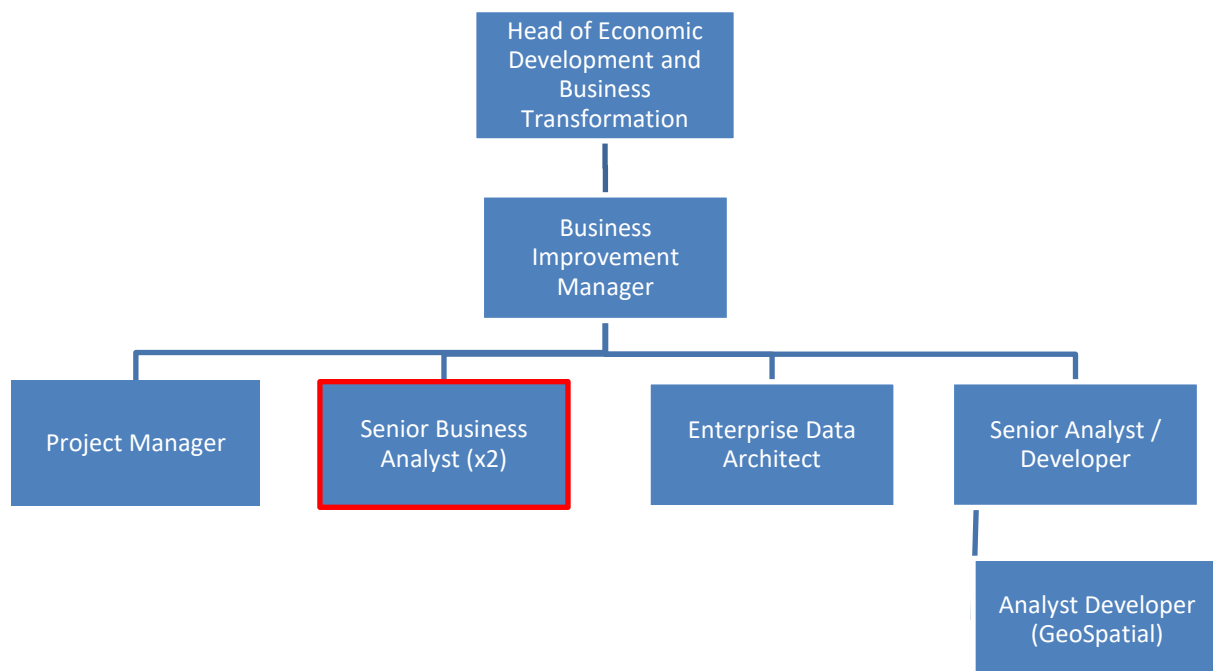 Head of Economic
Development and
Business
Transformation
Business
Improvement
Manager
Project Manager
Senior Business
Analyst (x2)
Enterprise Data
Architect
Senior Analyst /
Developer
Analyst Developer
(GeoSpatial)